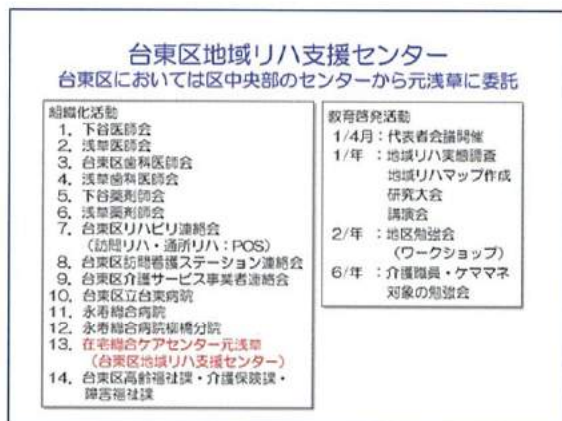 台東区地域リハ支援センター
台東区においては区中央部のセンターから元浅草に委託
組織化活動
1. 下谷医師会
2. 浅草医師会
3. 台東区歯科医師会
4. 浅草歯科医師会
5. 下谷薬剤師会
6. 浅草薬剤師会
7. 台東区リハビリ連絡会
(訪問リハ・通所リハ:POS)
8. 台東区訪問看護ステーション連絡会
9. 台東区介護サービス事業者連絡会
10. 台東区立台東病院
11. 永寿総合病院
12. 永寿総合病院柳橋分院
13. 在宅総合ケアセンター元浅草
(台東区地域リハ支援センター)
14. 台東区高齢福祉課・介護保険課・
障害福祉課
教育啓発活動
1/4月:代表者会議開催
1/年 :地域リハ実態調査
地域リハマップ作成
研究大会
講演会
2/年 :地区勉強会
(ワークショップ)
6/年 :介護職員・ケママネ
対象の勉強会